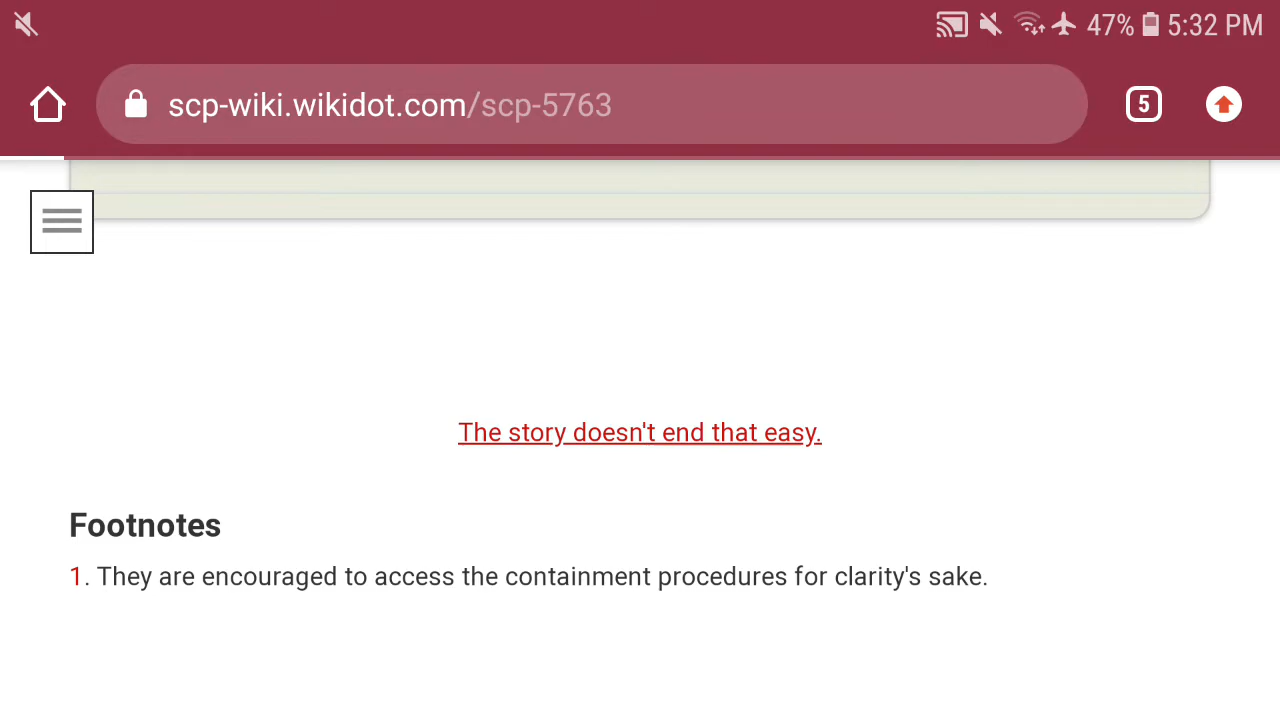 47% 5:32 PM
scp-wiki.wikidot.com/scp-5763 5
The story doesn't end that easy.
Footnotes
1. They are encouraged to access the containment procedures for clarity's sake.